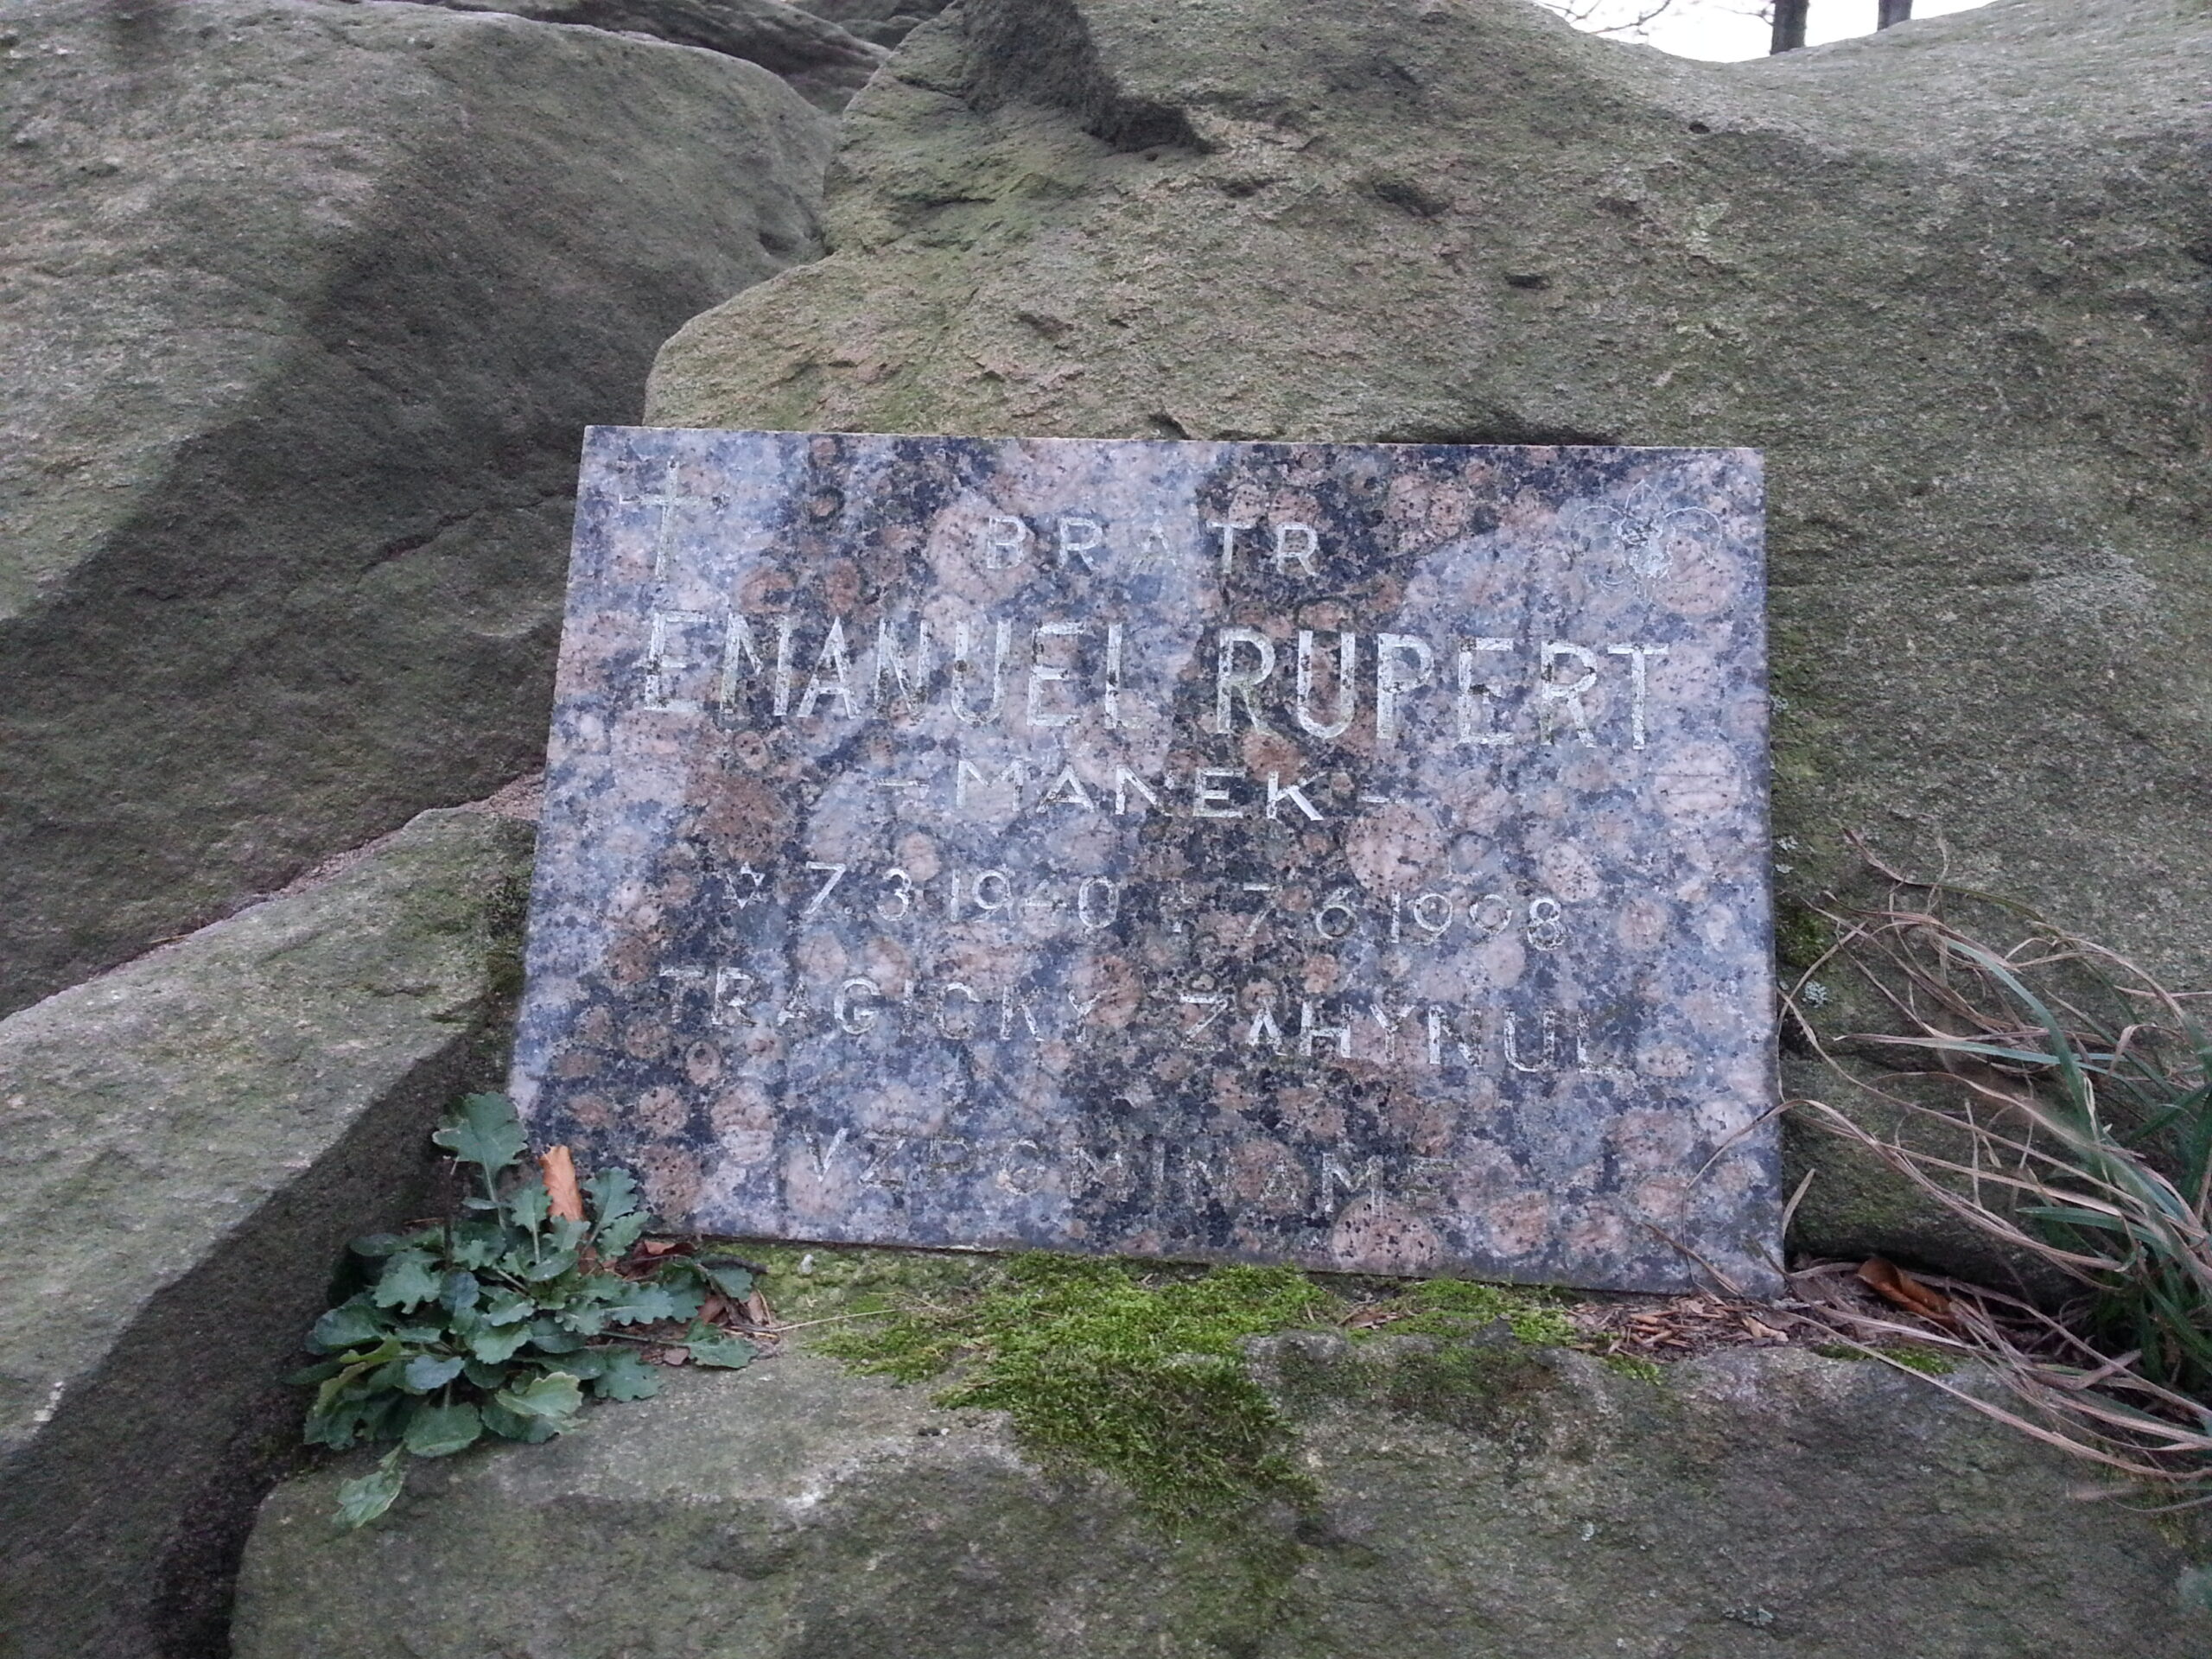 BRATR
EMANUEL RUPERT
- MÁNEK -
* 7. 3. 1940 † 7. 6. 1998
TRAGICKY ZAHYNUL
VZPOMÍNÁME